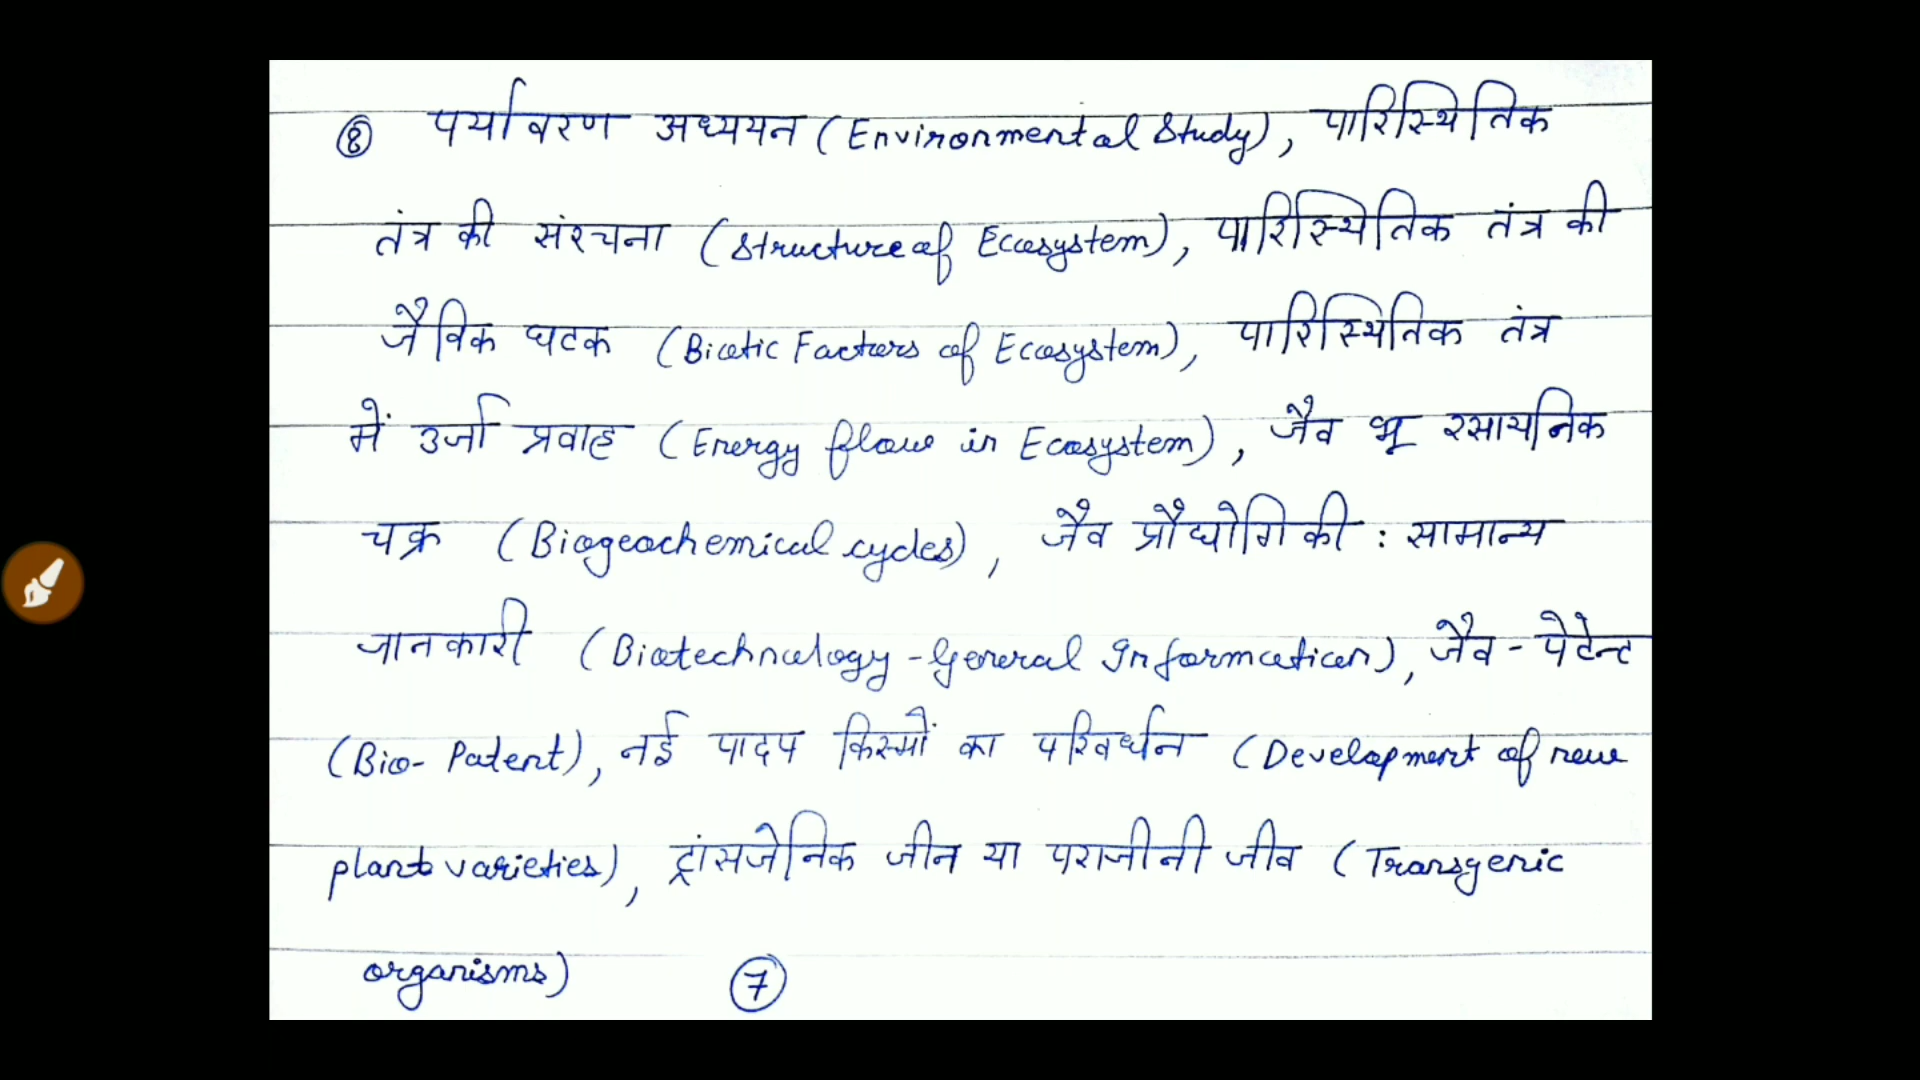 ⑧ पर्यावरण अध्ययन (Environmental Study), पारिस्थितिक
तंत्र की संरचना (Structure of Ecosystem), पारिस्थितिक तंत्र की
जैविक घटक (Biotic Factors of Ecosystem), पारिस्थितिक तंत्र
में उर्जा प्रवाह (Energy flow in Ecosystem), जैव भू रसायनिक
चक्र (Biogeochemical cycles), जैव प्रौद्योगिकी : सामान्य
जानकारी (Biotechnology - General Information), जैव - पेटेन्ट
(Bio- Patent), नई पादप किस्मों का परिवर्धन (Development of new
plant varieties), ट्रांसजेनिक जीन या पराजीनी जीव (Transgenic
organisms) ⑦